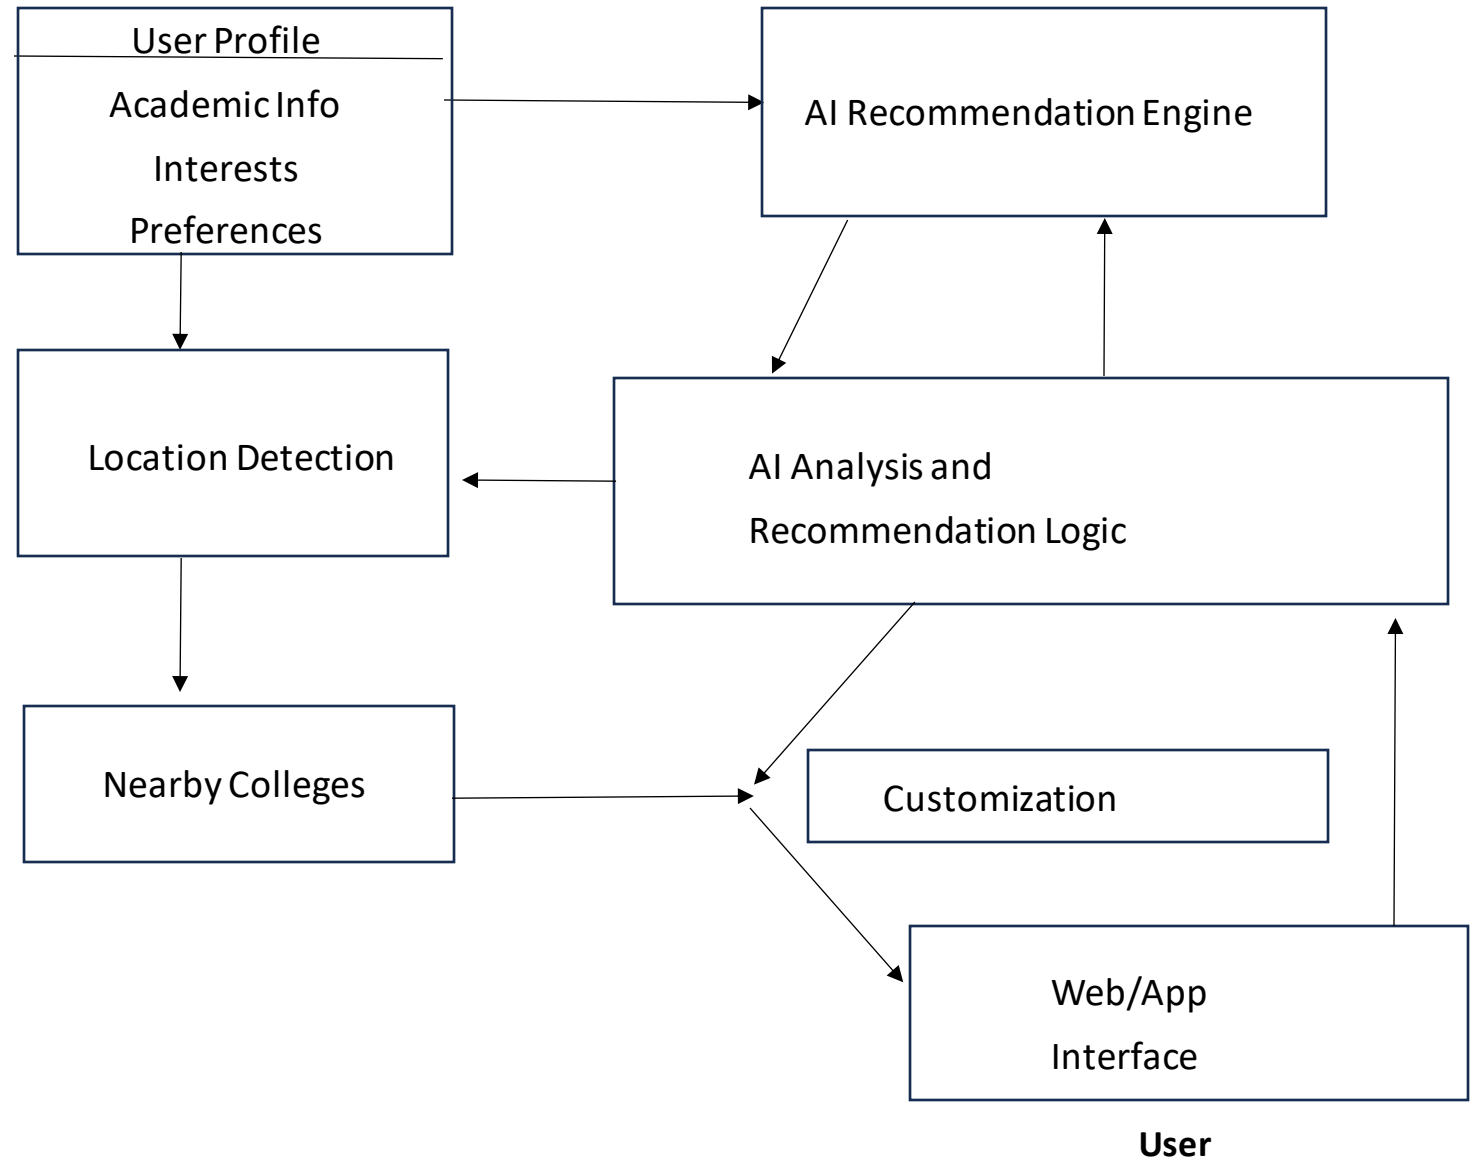 User Profile
Academic Info
Interests
Preferences
AI Recommendation Engine
Location Detection
AI Analysis and
Recommendation Logic
Nearby Colleges
Customization
Web/App
Interface
User